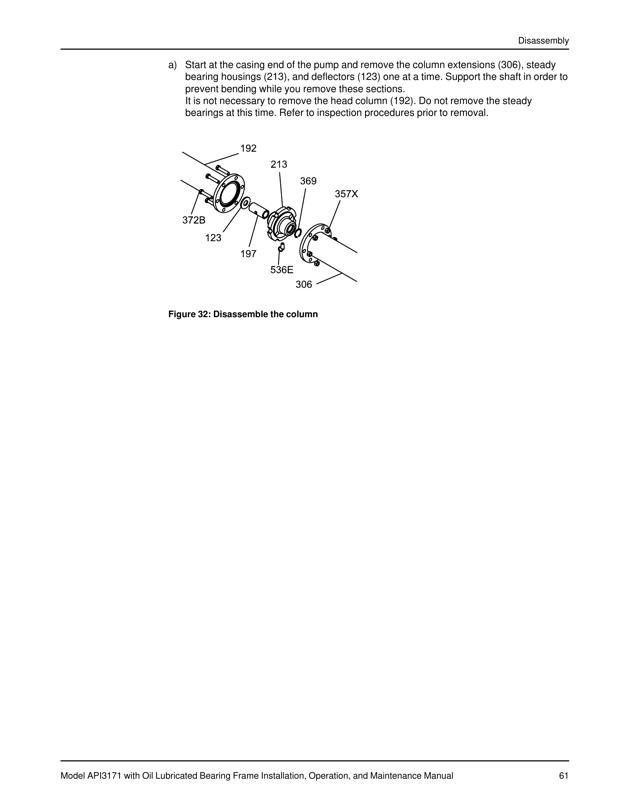 Disassembly
a) Start at the casing end of the pump and remove the column extensions (306), steady
bearing housings (213), and deflectors (123) one at a time. Support the shaft in order to
prevent bending while you remove these sections.
It is not necessary to remove the head column (192). Do not remove the steady
bearings at this time. Refer to inspection procedures prior to removal.
192
213
369
357X
372B
123
197
536E
306
Figure 32: Disassemble the column
Model API3171 with Oil Lubricated Bearing Frame Installation, Operation, and Maintenance Manual 61